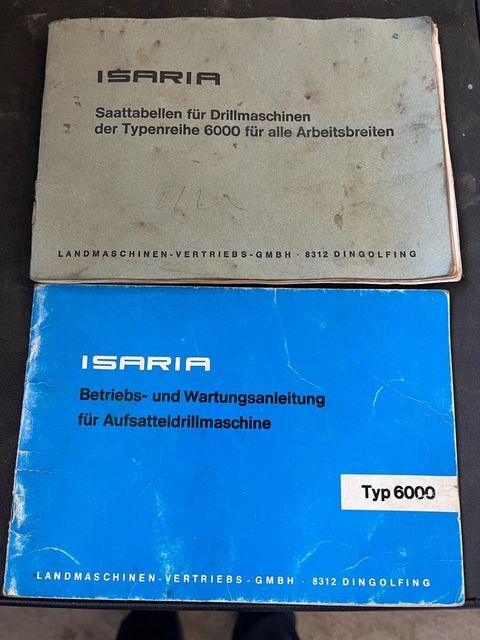 ISARIA
Saattabellen für Drillmaschinen
der Typenreihe 6000 für alle Arbeitsbreiten
LANDMASCHINEN-VERTRIEBS-GMBH · 8312 DINGOLFING
ISARIA
Betriebs- und Wartungsanleitung
für Aufsatteldrillmaschine
Typ 6000
LANDMASCHINEN-VERTRIEBS-GMBH · 8312 DINGOLFING